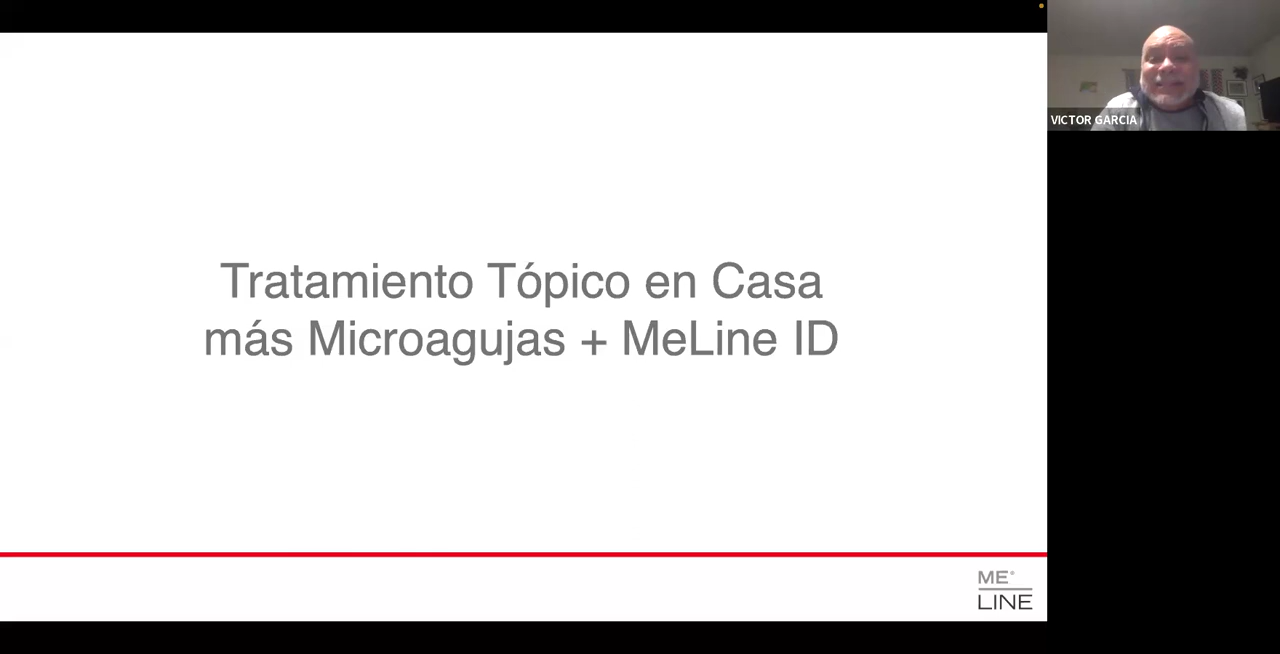 VICTOR GARCIA
Tratamiento Tópico en Casa
más Microagujas + MeLine ID
ME®
LINE